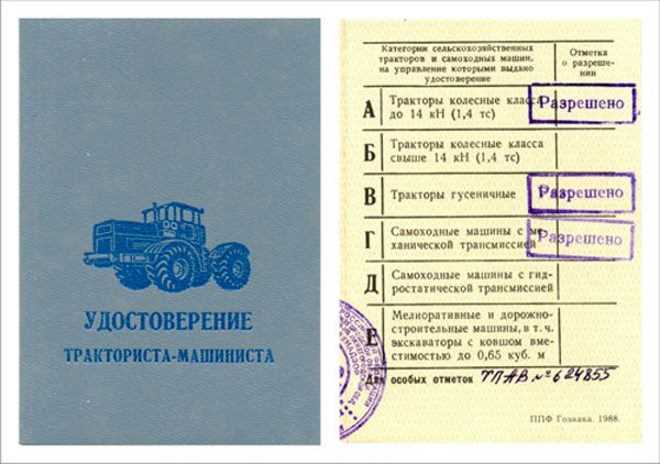 УДОСТОВЕРЕНИЕ
ТРАКТОРИСТА-МАШИНИСТА
Категории сельскохозяйственных
тракторов и самоходных машин,
на управление которыми выдано
удостоверение
Отметка
о разреше-
нии
А
Тракторы колесные класса
до 14 кН (1,4 тс)
Разрешено
Б
Тракторы колесные класса
свыше 14 кН (1,4 тс)
В
Тракторы гусеничные
Разрешено
Г
Самоходные машины с ме-
ханической трансмиссией
Разрешено
Д
Самоходные машины с гид-
ростатической трансмиссией
Е
Мелиоративные и дорожно-
строительные машины, в т. ч.
экскаваторы с ковшом вме-
стимостью до 0,65 куб. м
Для особых отметок ТПАВ № 624855
ППФ Гознака. 1988.